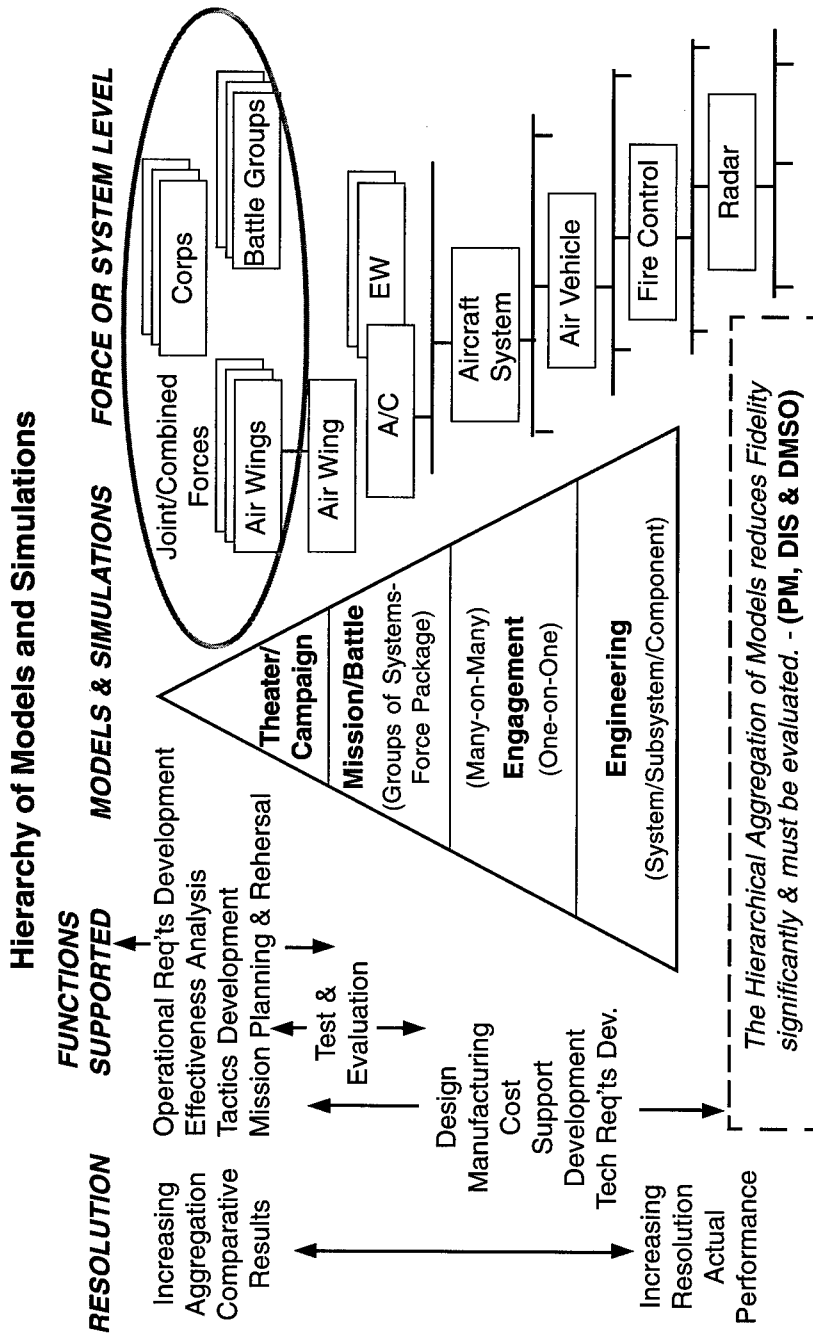 Hierarchy of Models and Simulations
RESOLUTION
Increasing
Aggregation
Comparative
Results
Increasing
Resolution
Actual
Performance
FUNCTIONS
SUPPORTED
Operational Req'ts Development
Effectiveness Analysis
Tactics Development
Mission Planning & Rehersal
Test &
Evaluation
Design
Manufacturing
Cost
Support
Development
Tech Req'ts Dev.
MODELS & SIMULATIONS
Theater/
Campaign
Mission/Battle
(Groups of Systems-
Force Package)
(Many-on-Many)
Engagement
(One-on-One)
Engineering
(System/Subsystem/Component)
FORCE OR SYSTEM LEVEL
Joint/Combined
Forces
Corps
Air Wings
Battle Groups
Air Wing
A/C
EW
Aircraft
System
Air Vehicle
Fire Control
Radar
The Hierarchical Aggregation of Models reduces Fidelity
significantly & must be evaluated. - (PM, DIS & DMSO)